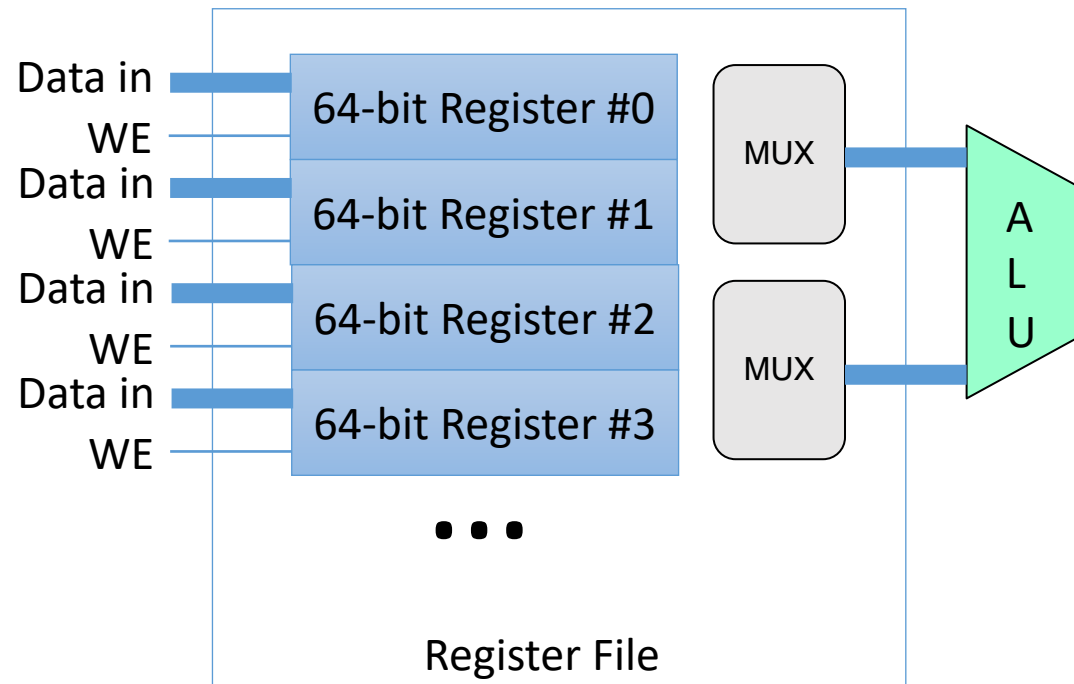 Data in
64-bit Register #0
WE
Data in
64-bit Register #1
WE
Data in
64-bit Register #2
WE
Data in
64-bit Register #3
WE
...
MUX
MUX
A
L
U
Register File